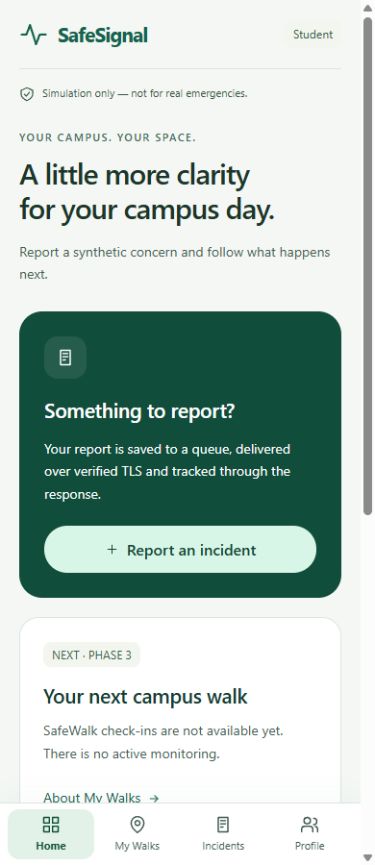 SafeSignal
Student
Simulation only — not for real emergencies.
YOUR CAMPUS. YOUR SPACE.
A little more clarity
for your campus day.
Report a synthetic concern and follow what happens
next.
Something to report?
Your report is saved to a queue, delivered
over verified TLS and tracked through the
response.
+ Report an incident
NEXT · PHASE 3
Your next campus walk
SafeWalk check-ins are not available yet.
There is no active monitoring.
About My Walks →
Home
My Walks
Incidents
Profile